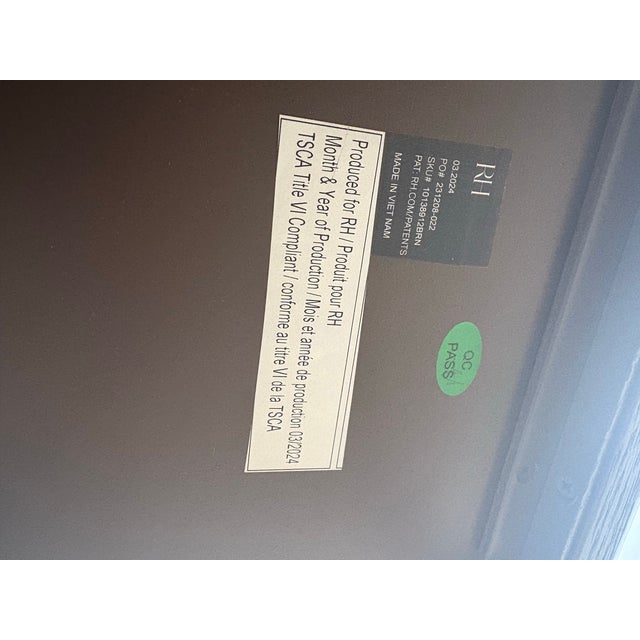 RH
03.2024
PO# 231208-022
SKU# 10138912BRN
PAT: RH.COM/PATENTS
MADE IN VIET NAM
Produced for RH / Produit pour RH
Month & Year of Production / Mois et année de production 03/2024
TSCA Title VI Compliant / conforme au titre VI de la TSCA
QC
PASS